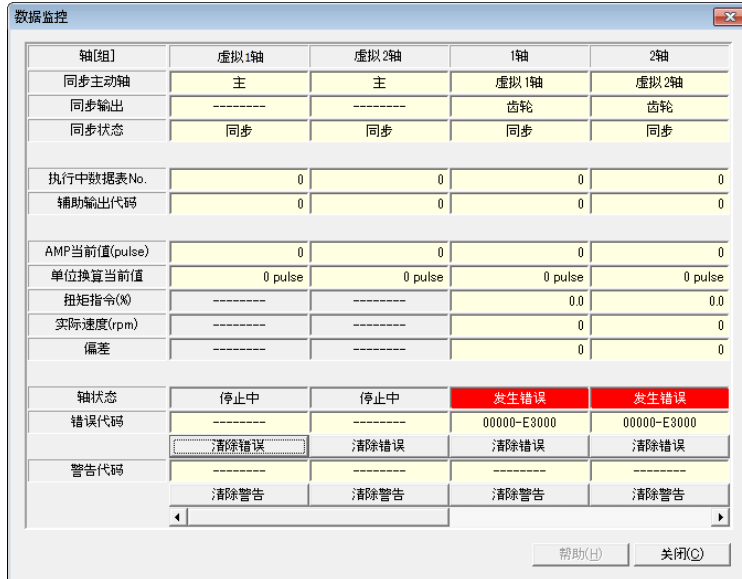 数据监控
轴[组] 虚拟1轴 虚拟2轴 1轴 2轴
同步主动轴 主 主 虚拟1轴 虚拟2轴
同步输出 -------- -------- 齿轮 齿轮
同步状态 同步 同步 同步 同步
执行中数据表No. 0 0 0 0
辅助输出代码 0 0 0 0
AMP当前值(pulse) 0 0 0 0
单位换算当前值 0 pulse 0 pulse 0 pulse 0 pulse
扭矩指令(%) -------- -------- 0.0 0.0
实际速度(rpm) -------- -------- 0 0
偏差 -------- -------- 0 0
轴状态 停止中 停止中 发生错误 发生错误
错误代码 -------- -------- 00000-E3000 00000-E3000
清除错误 清除错误 清除错误 清除错误
警告代码 -------- -------- -------- --------
清除警告 清除警告 清除警告 清除警告
帮助(H) 关闭(C)